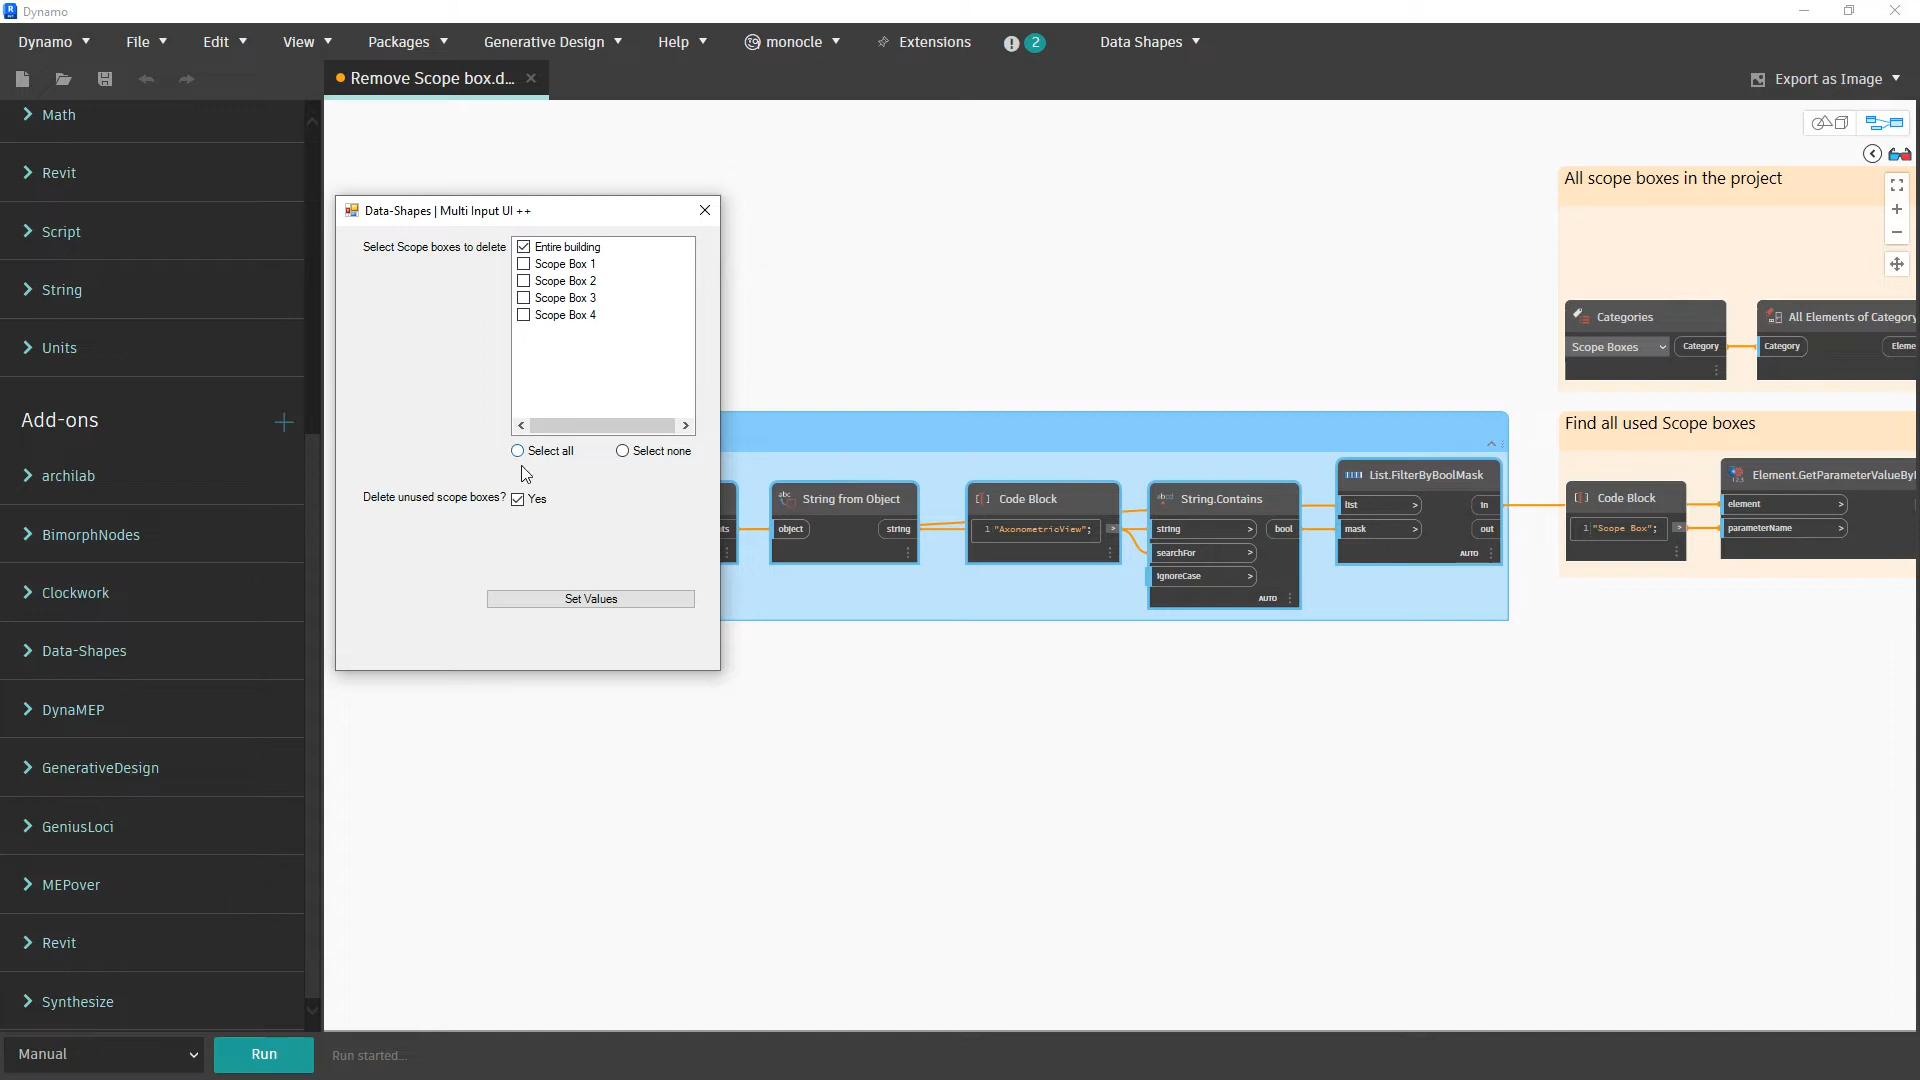 Dynamo
Dynamo File Edit View Packages Generative Design Help monocle Extensions 2 Data Shapes
Remove Scope box.d...
Export as Image
Math
Revit
Script
String
Units
Add-ons
archilab
BimorphNodes
Clockwork
Data-Shapes
DynaMEP
GenerativeDesign
GeniusLoci
MEPover
Revit
Synthesize
Manual
Run
Run started...
Data-Shapes | Multi Input UI ++
Select Scope boxes to delete
Entire building
Scope Box 1
Scope Box 2
Scope Box 3
Scope Box 4
Select all
Select none
Delete unused scope boxes?
Yes
Set Values
String from Object
object
string
Code Block
1 "AxonometricView";
>
String.Contains
string >
bool
searchFor >
ignoreCase >
AUTO
List.FilterByBoolMask
list >
in
mask >
out
AUTO
All scope boxes in the project
Categories
Scope Boxes
Category
All Elements of Category
Category
Eleme
Find all used Scope boxes
Code Block
1 "Scope Box";
>
Element.GetParameterValueByI
element >
parameterName >